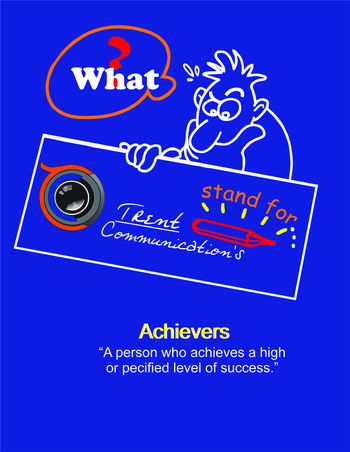 ?
What
stand for
Trent
Communication's
Achievers
“A person who achieves a high
or pecified level of success.”